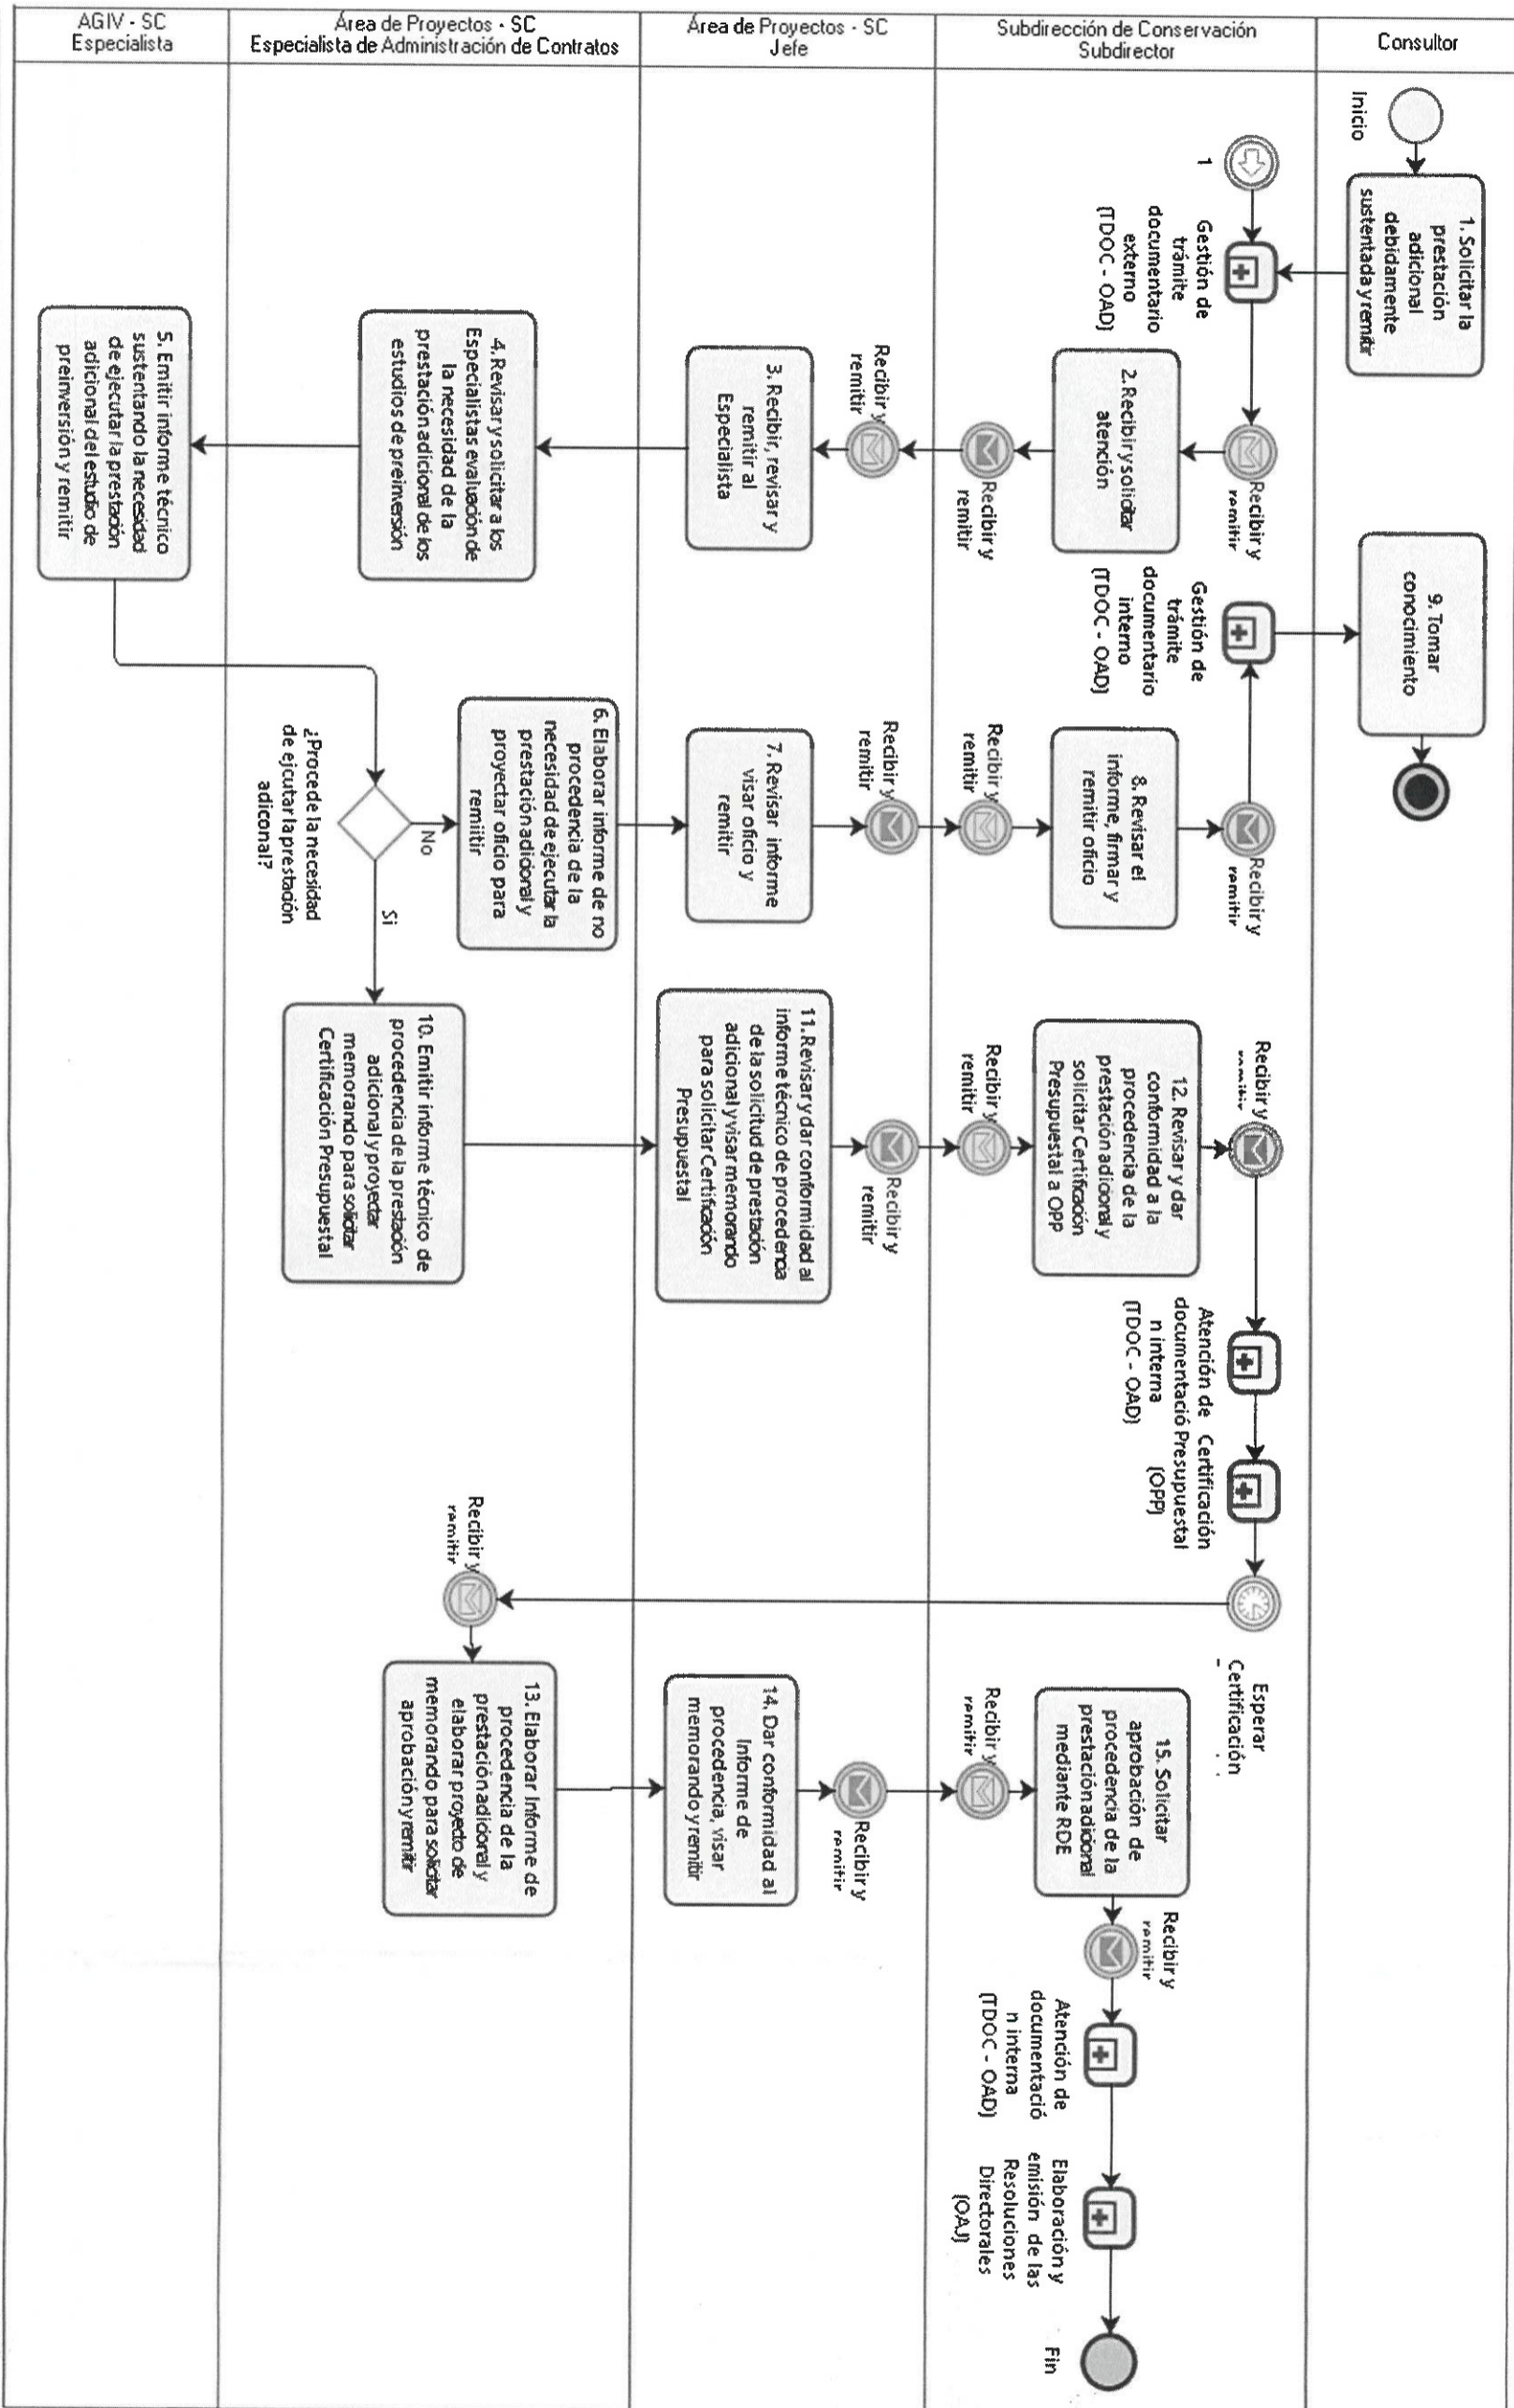 AGIV - SC
Especialista
Área de Proyectos - SC
Especialista de Administración de Contratos
Área de Proyectos - SC
Jefe
Subdirección de Conservación
Subdirector
Consultor
Inicio
1. Solicitar la
prestación
adicional
debidamente
sustentada y remitir
1
Gestión de
trámite
documentario
externo
(TDOC - OAD)
Recibir y
remitir
2. Recibir y solicitar
atención
Recibir y
remitir
Recibir y
remitir
3. Recibir, revisar y
remitir al
Especialista
4. Revisar y solicitar a los
Especialistas evaluación de
la necesidad de la
prestación adicional de los
estudios de preinversión
5. Emitir informe técnico
sustentando la necesidad
de ejecutar la prestación
adicional del estudio de
preinversión y remitir
¿Procede la necesidad
de ejcutar la prestación
adiconal?
No
Si
6. Elaborar informe de no
procedencia de la
necesidad de ejecutar la
prestación adicional y
proyectar oficio para
remiitir
7. Revisar informe
visar oficio y
remitir
Recibir y
remitir
Recibir y
remitir
8. Revisar el
informe, firmar y
remitir oficio
Recibir y
remitir
Gestión de
trámite
documentario
interno
(TDOC - OAD)
9. Tomar
conocimiento
10. Emitir informe técnico de
procedencia de la prestación
adicional y proyectar
memorando para solicitar
Certificación Presupuestal
11. Revisar y dar conformidad al
informe técnico de procedencia
de la solicitud de prestación
adicional y visar memorando
para solicitar Certificación
Presupuestal
Recibir y
remitir
Recibir y
remitir
12. Revisar y dar
conformidad a la
procedencia de la
prestación adicional y
solicitar Certificación
Presupuestal a OPP
Recibir y
remitir
Atención de
documentació
n interna
(TDOC - OAD)
Certificación
Presupuestal
(OPP)
Esperar
Certificación
Recibir y
remitir
13. Elaborar Informe de
procedencia de la
prestación adicional y
elaborar proyecto de
memorando para solicitar
aprobación y remitir
14. Dar conformidad al
Informe de
procedencia, visar
memorando y remitir
Recibir y
remitir
Recibir y
remitir
15. Solicitar
aprobación de
procedencia de la
prestación adicional
mediante RDE
Recibir y
remitir
Atención de
documentació
n interna
(TDOC - OAD)
Elaboración y
emisión de las
Resoluciones
Directorales
(OAJ)
Fin